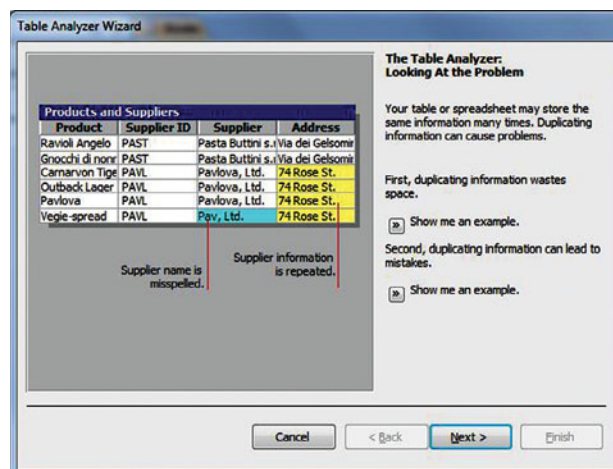 Table Analyzer Wizard
The Table Analyzer:
Looking At the Problem
Your table or spreadsheet may store the
same information many times. Duplicating
information can cause problems.
First, duplicating information wastes
space.
Show me an example.
Second, duplicating information can lead to
mistakes.
Show me an example.
Products and Suppliers
Product Supplier ID Supplier Address
Ravioli Angelo PAST Pasta Buttini s.r Via dei Gelsomir
Gnocchi di nonr PAST Pasta Buttini s.r Via dei Gelsomir
Carnarvon Tige PAVL Pavlova, Ltd. 74 Rose St.
Outback Lager PAVL Pavlova, Ltd. 74 Rose St.
Pavlova PAVL Pavlova, Ltd. 74 Rose St.
Vegie-spread PAVL Pav, Ltd. 74 Rose St.
Supplier name is
misspelled.
Supplier information
is repeated.
Cancel < Back Next > Finish